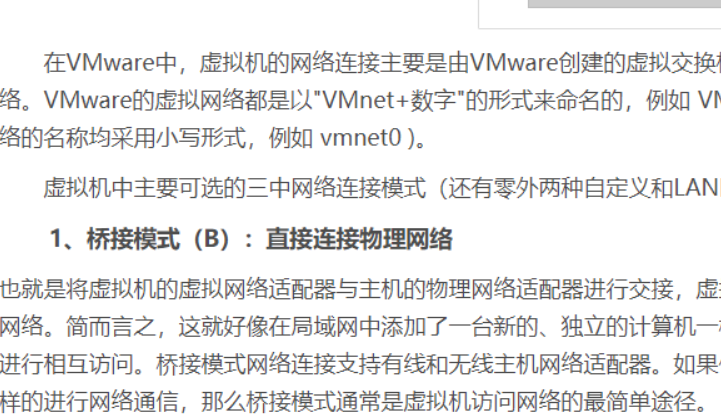 在VMware中，虚拟机的网络连接主要是由VMware创建的虚拟交换
络。VMware的虚拟网络都是以"VMnet+数字"的形式来命名的，例如 VM
络的名称均采用小写形式，例如 vmnet0 )。
虚拟机中主要可选的三中网络连接模式（还有零外两种自定义和LAN
1、桥接模式（B）：直接连接物理网络
也就是将虚拟机的虚拟网络适配器与主机的物理网络适配器进行交接，虚
网络。简而言之，这就好像在局域网中添加了一台新的、独立的计算机一
进行相互访问。桥接模式网络连接支持有线和无线主机网络适配器。如果
样的进行网络通信，那么桥接模式通常是虚拟机访问网络的最简单途径。